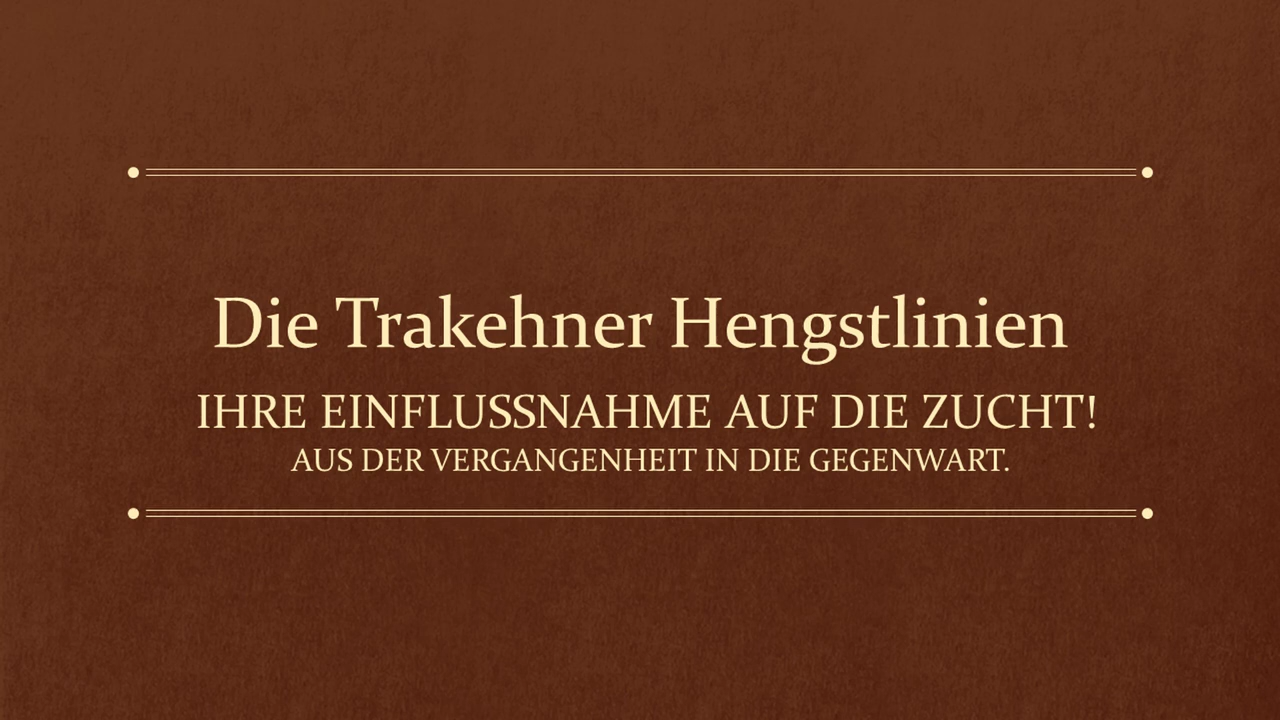 Die Trakehner Hengstlinien
IHRE EINFLUSSNAHME AUF DIE ZUCHT!
AUS DER VERGANGENHEIT IN DIE GEGENWART.